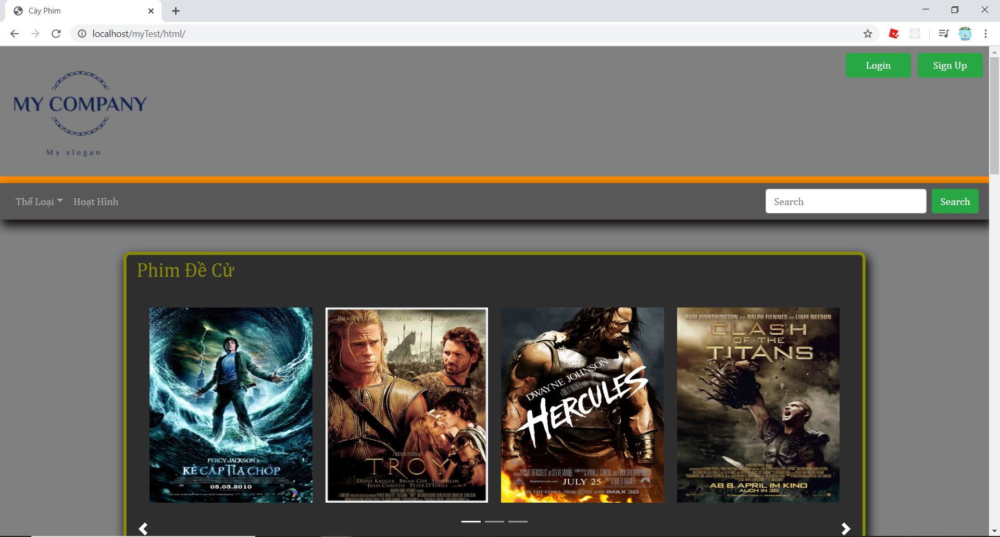 Cày Phim
localhost/myTest/html/
Login
Sign Up
MY COMPANY
My slogan
Thể Loại
Hoạt Hình
Search
Search
Phim Đề Cử
PERCY JACKSON &
KẺ CẮP TIA CHỚP
05.03.2010
BRAD PITT ERIC BANA ORLANDO BLOOM
TROY
DIANE KRUGER BRIAN COX SEAN BEAN
JULIE CHRISTIE PETER O'TOOLE
DWAYNE JOHNSON
HERCULES
JULY 25
IN THEATRES, REAL D 3D AND IMAX 3D
SAM WORTHINGTON RALPH FIENNES LIAM NEESON
CLASH
OF·THE
TITANS
AB 8. APRIL IM KINO
AUCH IN 3D